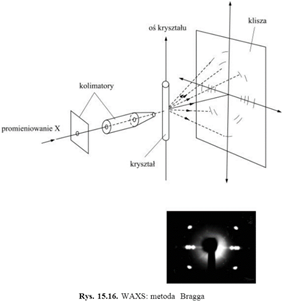 oś kryształu
klisza
kolimatory
promieniowanie X
kryształ
Rys. 15.16. WAXS: metoda Bragga